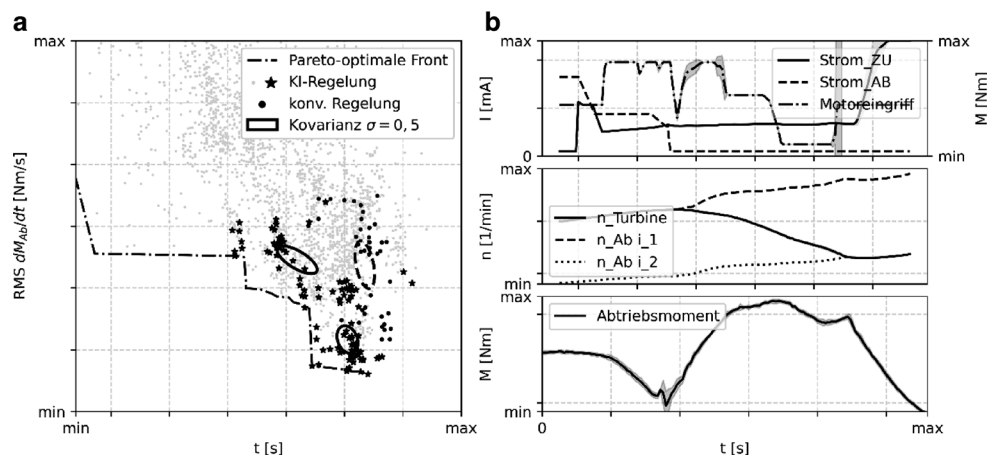 a
max
RMS dM_Ab/dt [Nm/s]
min
min
max
t [s]
Pareto-optimale Front
KI-Regelung
konv. Regelung
Kovarianz σ = 0, 5
b
max
I [mA]
0
max
M [Nm]
min
Strom_ZU
Strom_AB
Motoreingriff
max
n [1/min]
min
n_Turbine
n_Ab i_1
n_Ab i_2
max
M [Nm]
min
Abtriebsmoment
0
max
t [s]